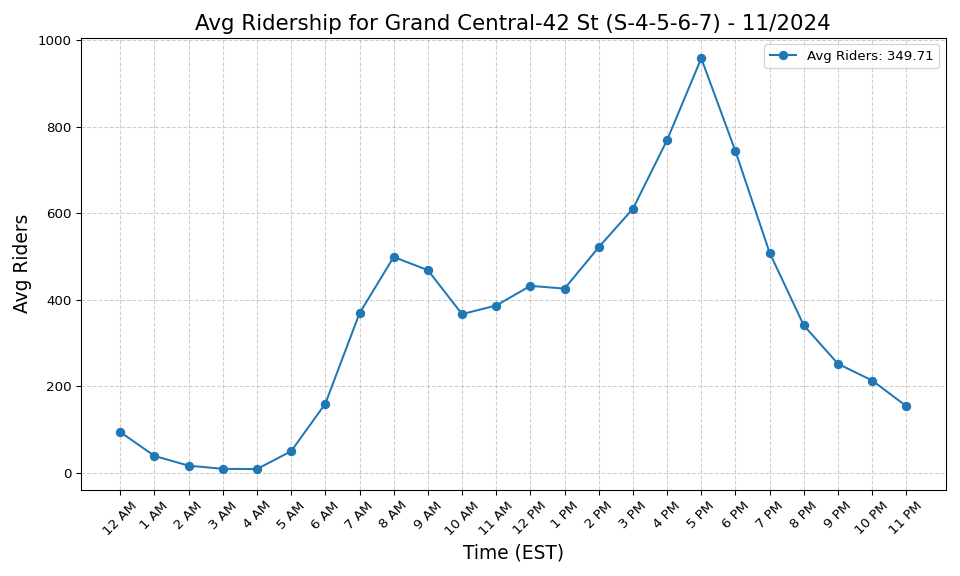 Avg Ridership for Grand Central-42 St (S-4-5-6-7) - 11/2024
Avg Riders: 349.71
Avg Riders
1000
800
600
400
200
0
12 AM
1 AM
2 AM
3 AM
4 AM
5 AM
6 AM
7 AM
8 AM
9 AM
10 AM
11 AM
12 PM
1 PM
2 PM
3 PM
4 PM
5 PM
6 PM
7 PM
8 PM
9 PM
10 PM
11 PM
Time (EST)